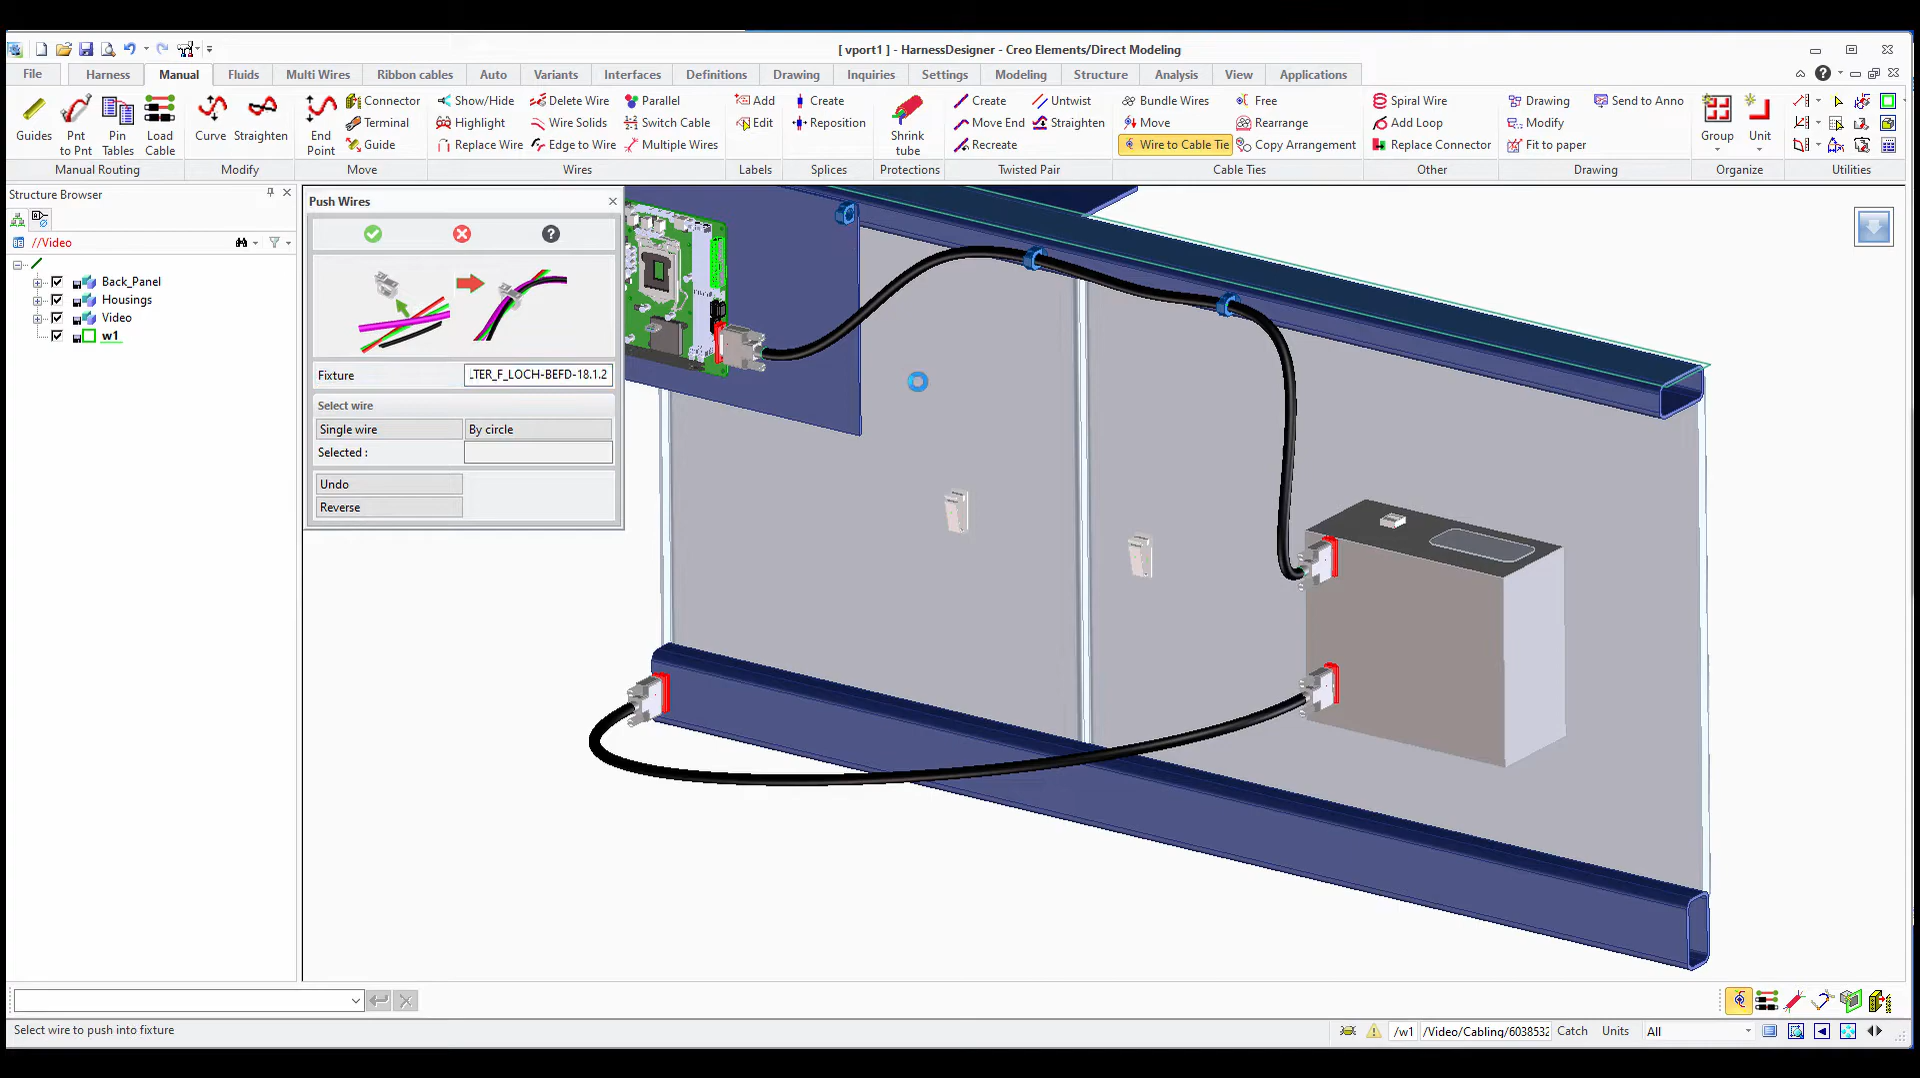 [ vport1 ] - HarnessDesigner - Creo Elements/Direct Modeling
File Harness Manual Fluids Multi Wires Ribbon cables Auto Variants Interfaces Definitions Drawing Inquiries Settings Modeling Structure Analysis View Applications
Connector Show/Hide Delete Wire Parallel Add Create Create Untwist Bundle Wires Free Spiral Wire Drawing Send to Anno
Terminal Highlight Wire Solids Switch Cable Edit Reposition Move End Straighten Move Rearrange Add Loop Modify
Guides Pnt to Pnt Pin Tables Load Cable Curve Straighten End Point Guide Replace Wire Edge to Wire Multiple Wires Shrink tube Recreate Wire to Cable Tie Copy Arrangement Replace Connector Fit to paper Group Unit
Manual Routing Modify Move Wires Labels Splices Protections Twisted Pair Cable Ties Other Drawing Organize Utilities
Structure Browser
//Video
Back_Panel
Housings
Video
w1
Push Wires
Fixture .TER_F_LOCH-BEFD-18.1.2
Select wire
Single wire By circle
Selected :
Undo
Reverse
Select wire to push into fixture
/w1 /Video/Cabling/6038532 Catch Units All